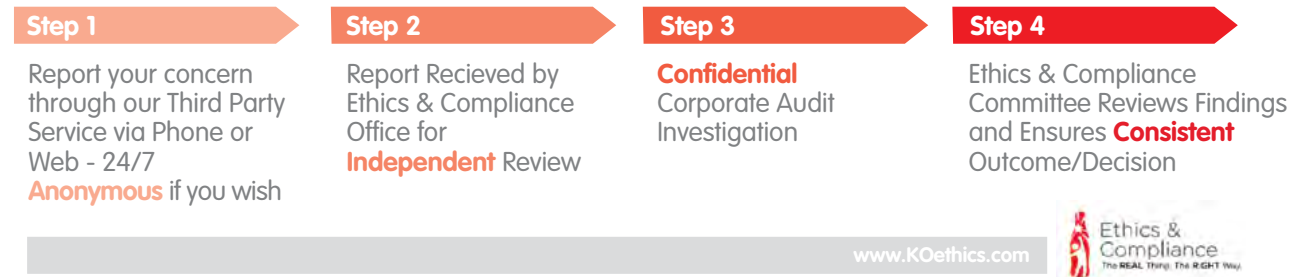 Step 1
Report your concern
through our Third Party
Service via Phone or
Web - 24/7
Anonymous if you wish
Step 2
Report Recieved by
Ethics & Compliance
Office for
Independent Review
Step 3
Confidential
Corporate Audit
Investigation
Step 4
Ethics & Compliance
Committee Reviews Findings
and Ensures Consistent
Outcome/Decision
www.KOethics.com
Ethics &
Compliance
The REAL Thing. The RIGHT Way.